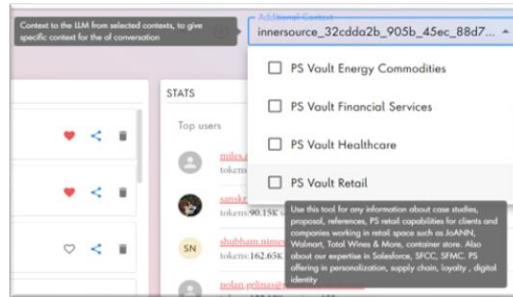 Context to the LLM from selected contexts, to give
specific context for the of conversation
Additional Context
innersource_32cdda2b_905b_45ec_88d7...
PS Vault Energy Commodities
PS Vault Financial Services
PS Vault Healthcare
PS Vault Retail
Use this tool for any information about case studies,
proposal, references, PS retail capabilities for clients and
companies working in retail space such as JoANN,
Walmart, Total Wines & More, container store. Also
about our expertise in Salesforce, SFCC, SFMC. PS
offering in personalization, supply chain, loyalty , digital
identity
STATS
Top users
tokens:
tokens:90.15K
SN
tokens:162.65K